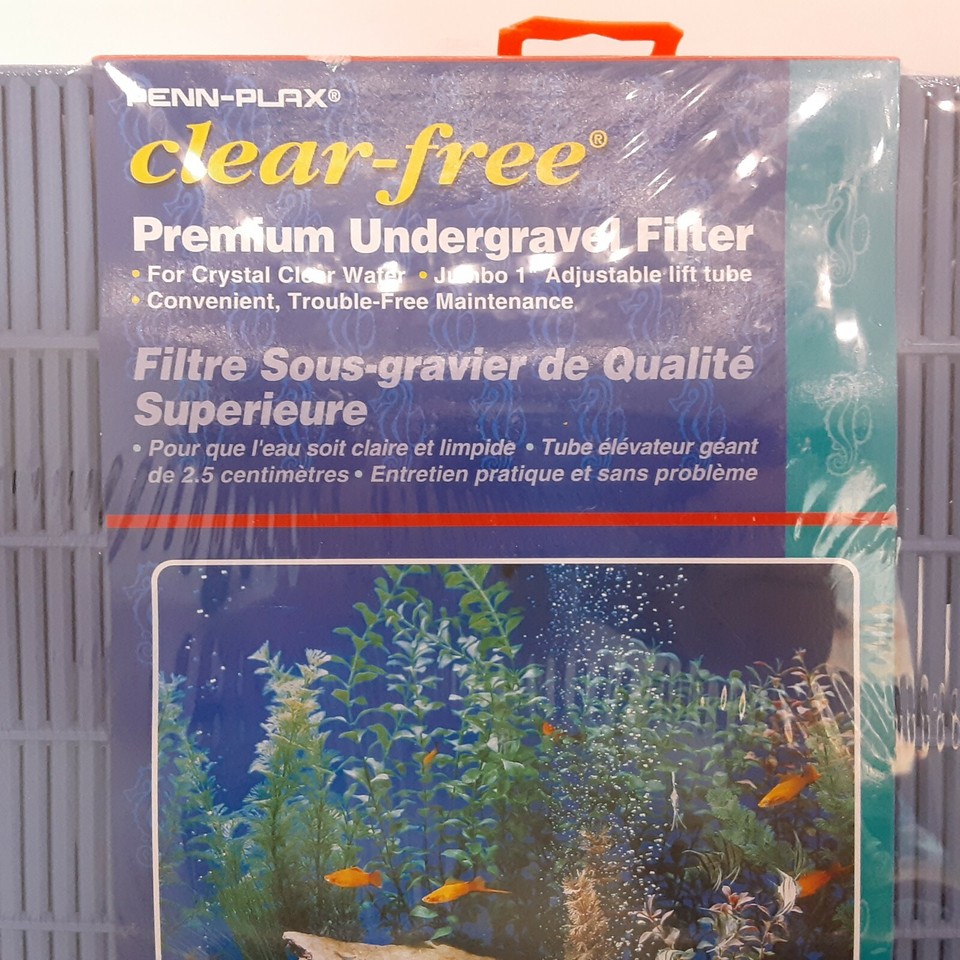 PENN-PLAX®
clear-free®
Premium Undergravel Filter
• For Crystal Clear Water • Jumbo 1" Adjustable lift tube
• Convenient, Trouble-Free Maintenance
Filtre Sous-gravier de Qualité
Superieure
• Pour que l'eau soit claire et limpide • Tube élévateur géant
de 2.5 centimètres • Entretien pratique et sans problème